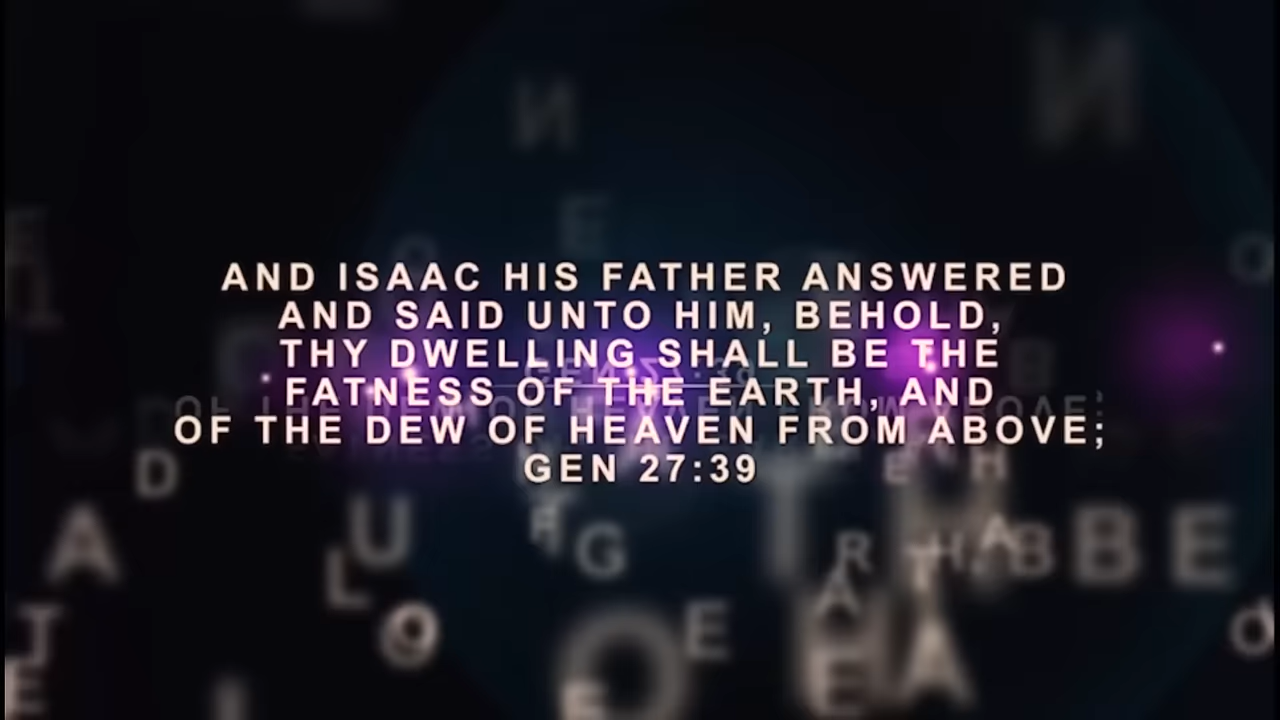 AND ISAAC HIS FATHER ANSWERED
AND SAID UNTO HIM, BEHOLD,
THY DWELLING SHALL BE THE
FATNESS OF THE EARTH, AND
OF THE DEW OF HEAVEN FROM ABOVE;
GEN 27:39